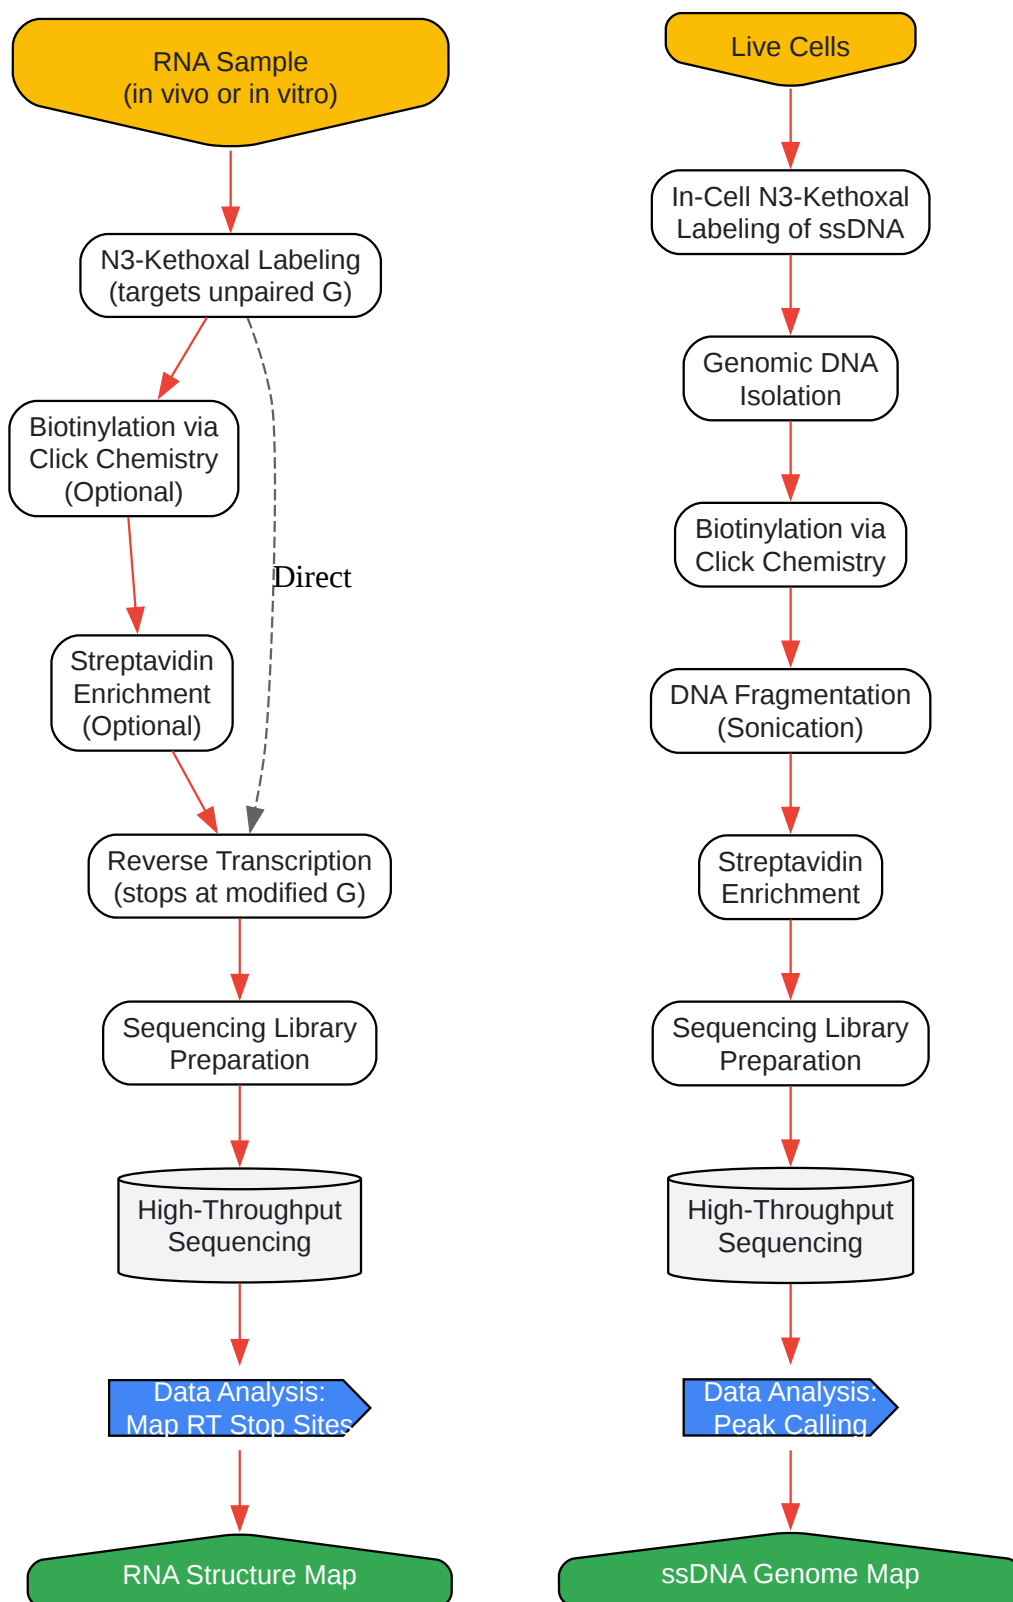 RNA Sample
(in vivo or in vitro)
N3-Kethoxal Labeling
(targets unpaired G)
Biotinylation via
Click Chemistry
(Optional)
Direct
Streptavidin
Enrichment
(Optional)
Reverse Transcription
(stops at modified G)
Sequencing Library
Preparation
High-Throughput
Sequencing
Data Analysis:
Map RT Stop Sites
RNA Structure Map
Live Cells
In-Cell N3-Kethoxal
Labeling of ssDNA
Genomic DNA
Isolation
Biotinylation via
Click Chemistry
DNA Fragmentation
(Sonication)
Streptavidin
Enrichment
Sequencing Library
Preparation
High-Throughput
Sequencing
Data Analysis:
Peak Calling
ssDNA Genome Map